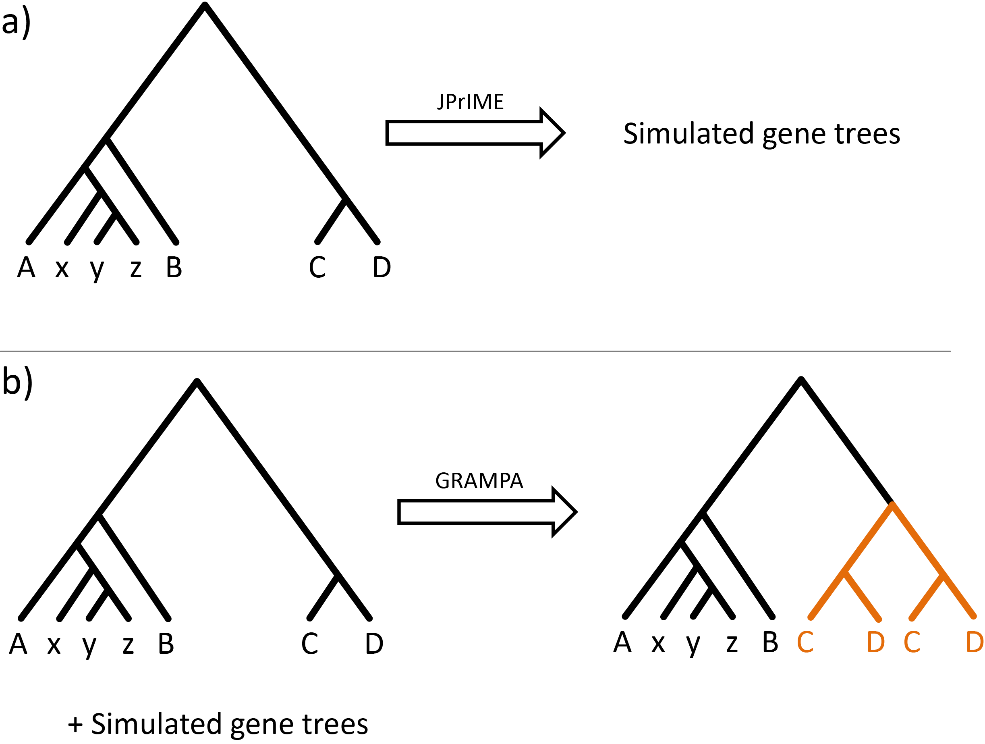 a)
JPrIME
Simulated gene trees
A x y z B C D
b)
GRAMPA
A x y z B C D
A x y z B C D C D
+ Simulated gene trees